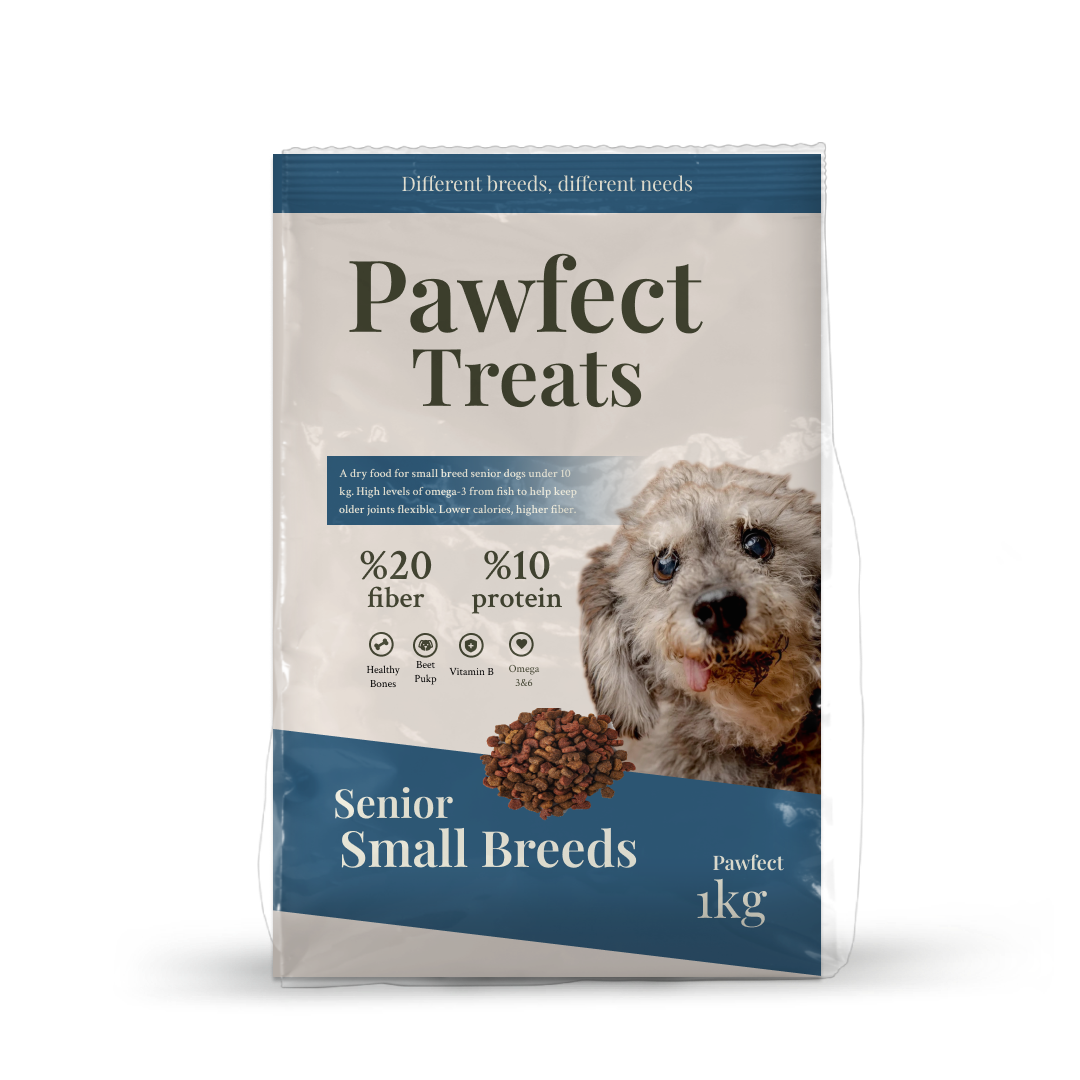 Different breeds, different needs
Pawfect
Treats
A dry food for small breed senior dogs under 10
kg. High levels of omega-3 from fish to help keep
older joints flexible. Lower calories, higher fiber.
%20
fiber
%10
protein
Healthy
Bones
Beet
Pukp
Vitamin B
Omega
3&6
Senior
Small Breeds
Pawfect
1kg